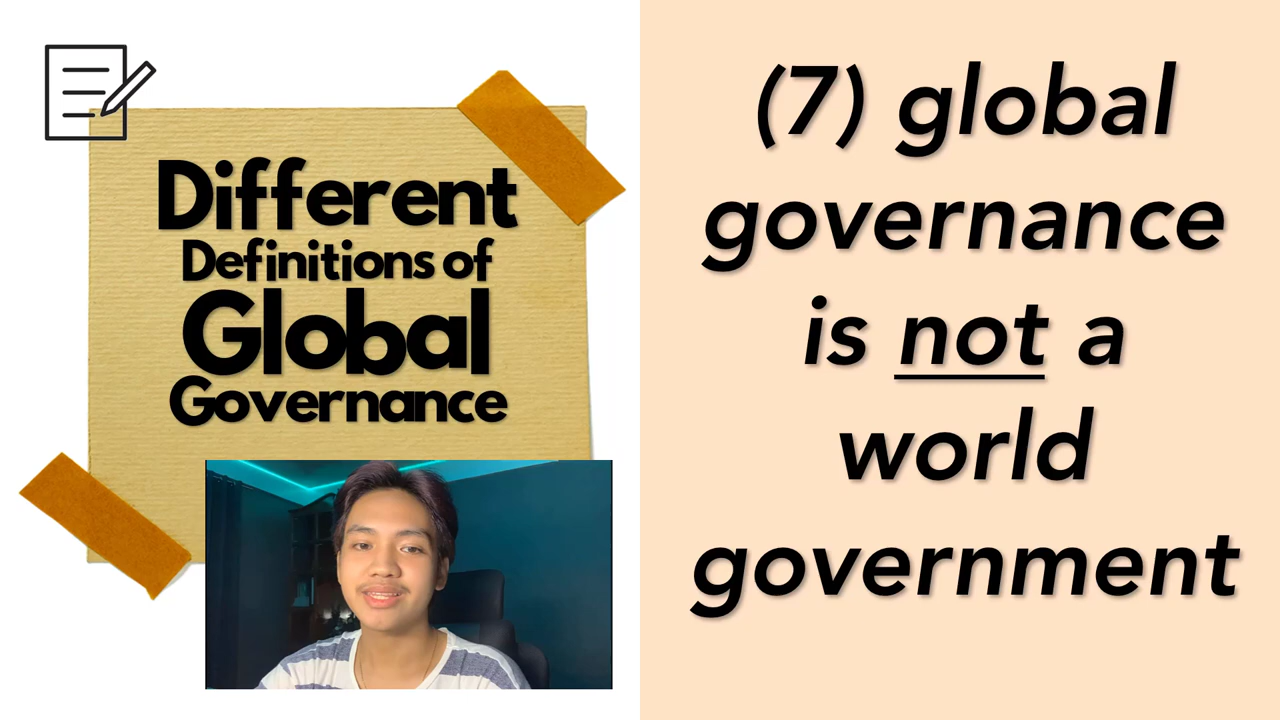 Different
Definitions of
Global
Governance
(7) global
governance
is not a
world
government